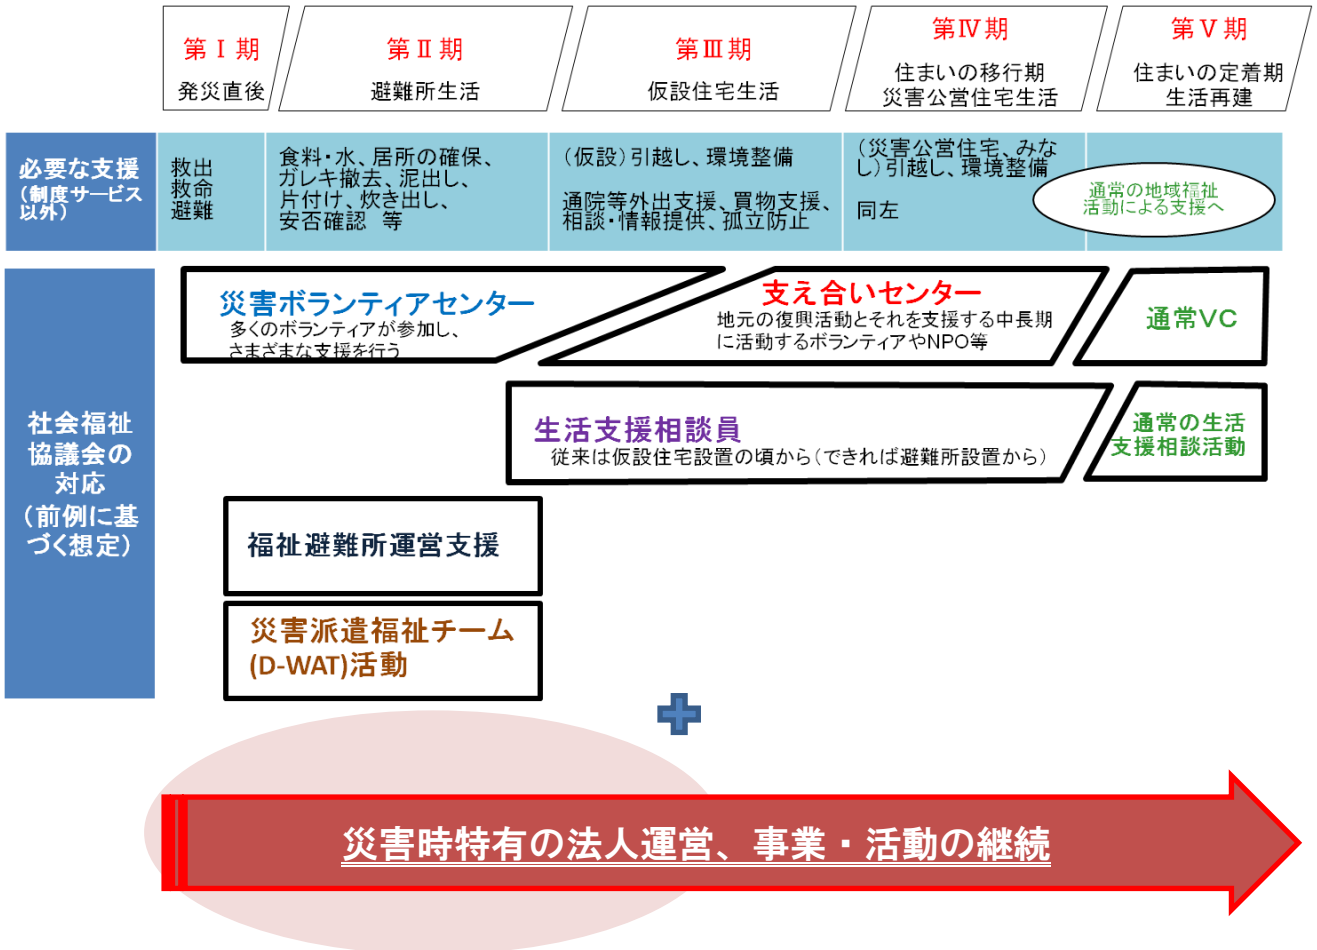 第Ⅰ期
発災直後
第Ⅱ期
避難所生活
第Ⅲ期
仮設住宅生活
第Ⅳ期
住まいの移行期
災害公営住宅生活
第Ⅴ期
住まいの定着期
生活再建
必要な支援
(制度サービス
以外)
救出
救命
避難
食料・水、居所の確保、
ガレキ撤去、泥出し、
片付け、炊き出し、
安否確認 等
(仮設)引越し、環境整備
通院等外出支援、買物支援、
相談・情報提供、孤立防止
(災害公営住宅、みな
し)引越し、環境整備
同左
通常の地域福祉
活動による支援へ
社会福祉
協議会の
対応
(前例に基
づく想定)
災害ボランティアセンター
多くのボランティアが参加し、
さまざまな支援を行う
支え合いセンター
地元の復興活動とそれを支援する中長期
に活動するボランティアやNPO等
通常VC
生活支援相談員
従来は仮設住宅設置の頃から(できれば避難所設置から)
通常の生活
支援相談活動
福祉避難所運営支援
災害派遣福祉チーム
(D-WAT)活動
災害時特有の法人運営、事業・活動の継続